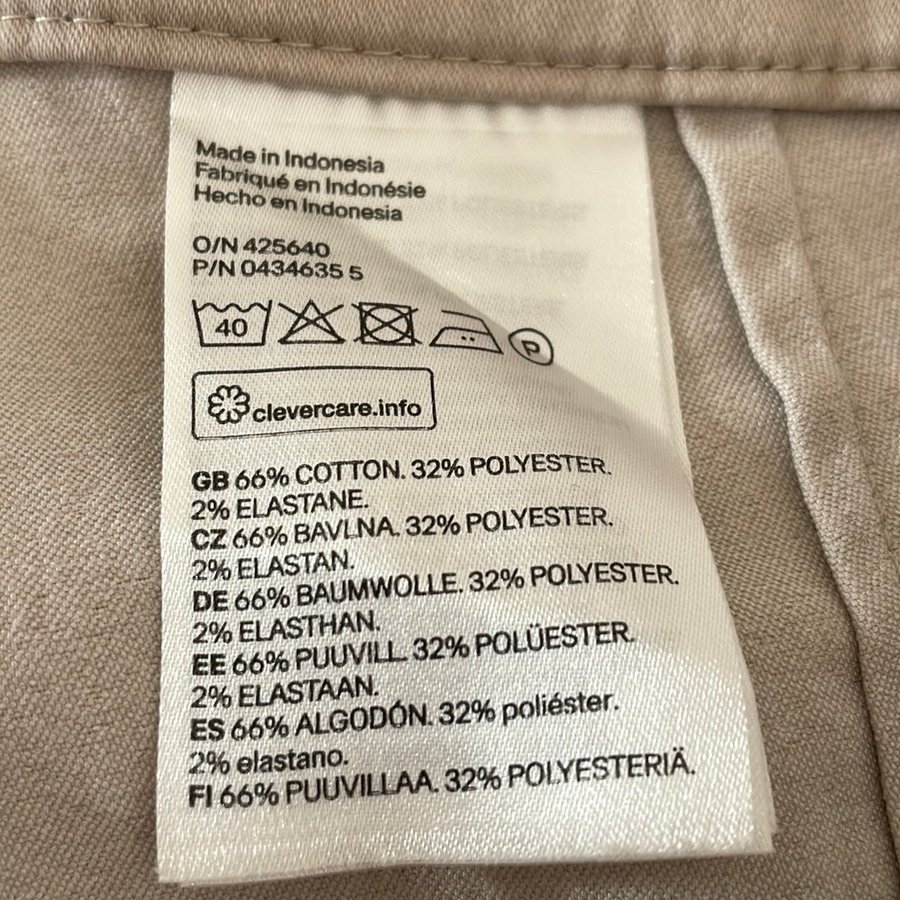 Made in Indonesia
Fabriqué en Indonésie
Hecho en Indonesia
O/N 425640
P/N 0434635 5
40 P
clevercare.info
GB 66% COTTON. 32% POLYESTER.
2% ELASTANE.
CZ 66% BAVLNA. 32% POLYESTER.
2% ELASTAN.
DE 66% BAUMWOLLE. 32% POLYESTER.
2% ELASTHAN.
EE 66% PUUVILL. 32% POLÜESTER.
2% ELASTAAN.
ES 66% ALGODÓN. 32% poliéster.
2% elastano.
FI 66% PUUVILLAA. 32% POLYESTERIÄ.